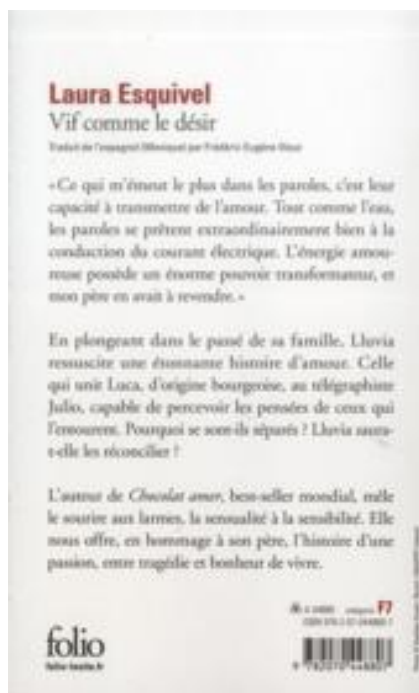 Laura Esquivel
Vif comme le désir
Traduit de l'espagnol (Mexique) par Frédéric Eugène Illouz
« Ce qui m'émeut le plus dans les paroles, c'est leur
capacité à transmettre de l'amour. Tout comme l'eau,
les paroles se prêtent extraordinairement bien à la
conduction du courant électrique. L'énergie amou-
reuse possède un énorme pouvoir transformateur, et
mon père en avait à revendre. »
En plongeant dans le passé de sa famille, Lluvia
ressuscite une étonnante histoire d'amour. Celle
qui unit Luca, d'origine bourgeoise, au télégraphiste
Julio, capable de percevoir les pensées de ceux qui
l'entourent. Pourquoi se sont-ils séparés ? Lluvia saura-
t-elle les réconcilier ?
L'auteur de Chocolat amer, best-seller mondial, mêle
le sourire aux larmes, la sensualité à la sensibilité. Elle
nous offre, en hommage à son père, l'histoire d'une
passion, entre tragédie et bonheur de vivre.
catégorie F7
folio
folio-lesite.fr